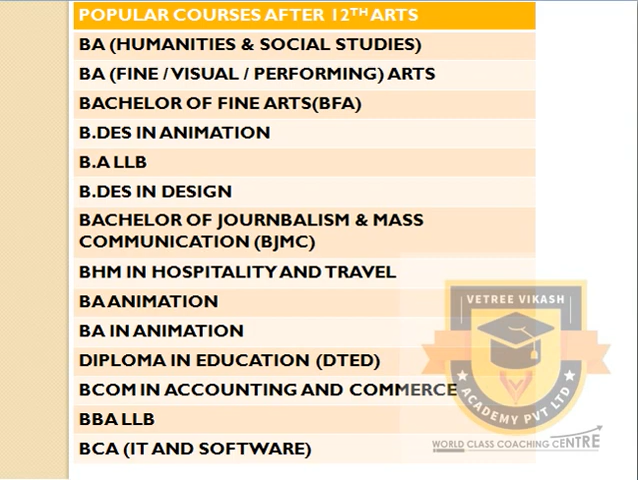 POPULAR COURSES AFTER 12TH ARTS
BA (HUMANITIES & SOCIAL STUDIES)
BA (FINE / VISUAL / PERFORMING) ARTS
BACHELOR OF FINE ARTS(BFA)
B.DES IN ANIMATION
B.A LLB
B.DES IN DESIGN
BACHELOR OF JOURNBALISM & MASS
COMMUNICATION (BJMC)
BHM IN HOSPITALITY AND TRAVEL
BA ANIMATION
BA IN ANIMATION
DIPLOMA IN EDUCATION (DTED)
BCOM IN ACCOUNTING AND COMMERCE
BBA LLB
BCA (IT AND SOFTWARE)
VETREE VIKASH
ACADEMY PVT LTD
WORLD CLASS COACHING CENTRE